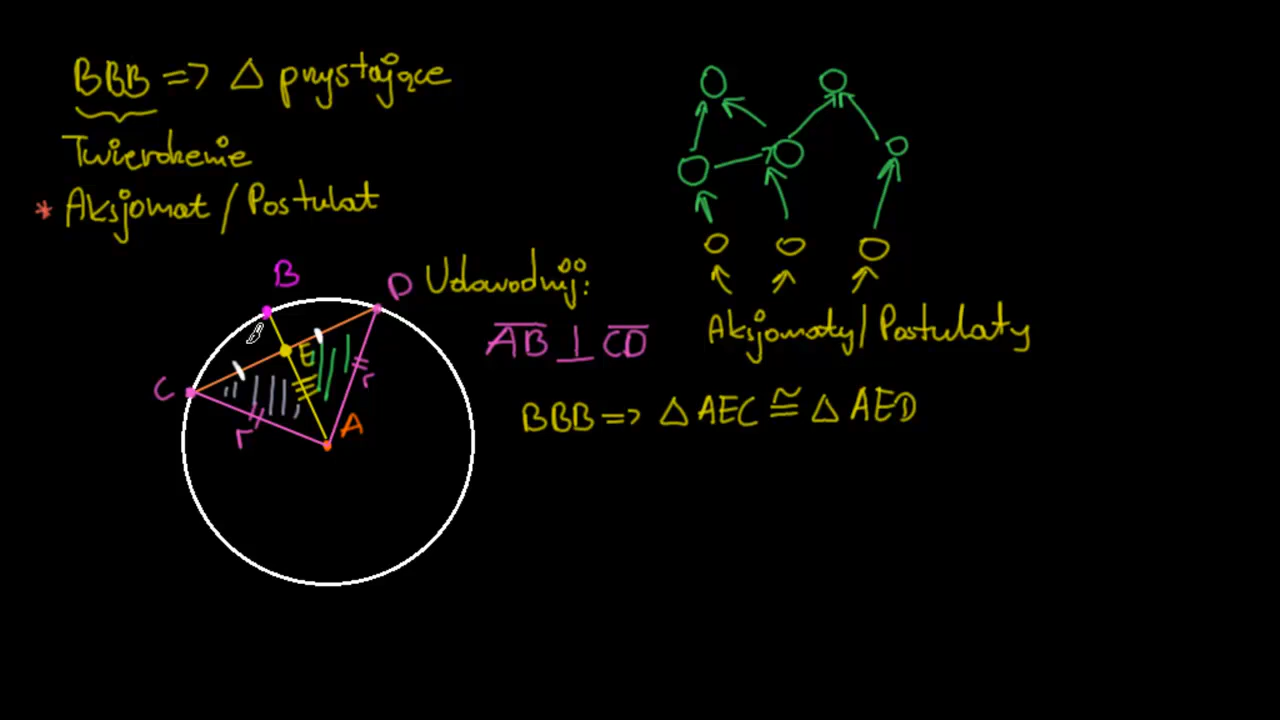 BBB => △ przystające
Twierdzenie
* Aksjomat / Postulat
B
D
Udowodnij:
AB ⊥ CD
Aksjomaty / Postulaty
E
C
r
r
A
BBB => △ AEC ≅ △ AED